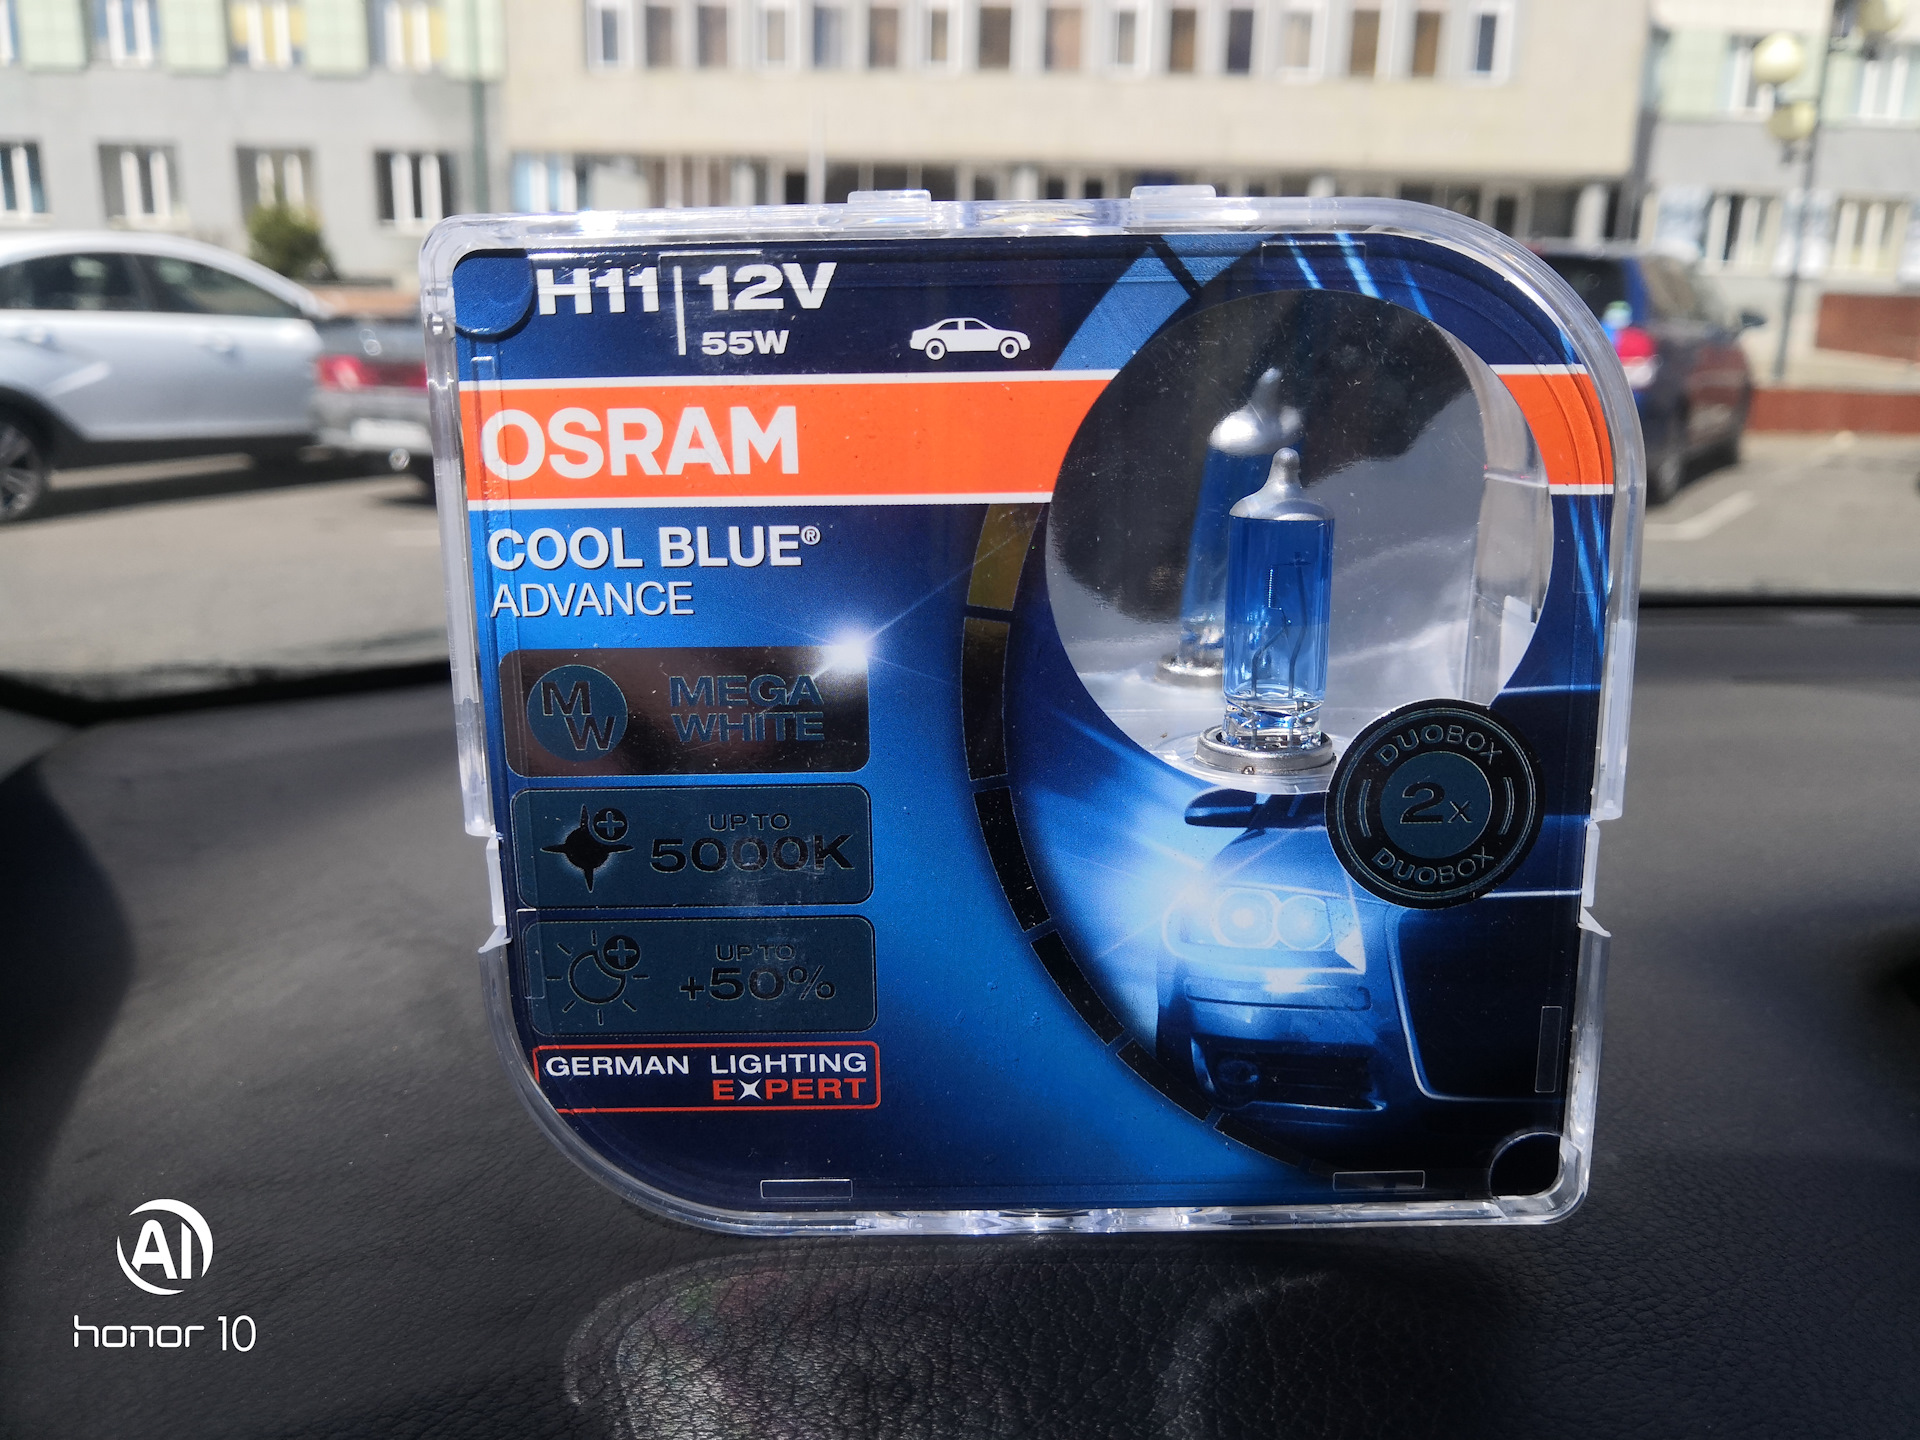 H11 12V
55W
OSRAM
COOL BLUE®
ADVANCE
MW MEGA
WHITE
UP TO
5000K
UP TO
+50%
GERMAN LIGHTING
EXPERT
DUOBOX
2x
DUOBOX
AI
honor 10